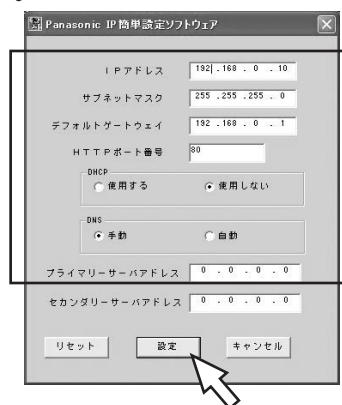 Panasonic IP簡単設定ソフトウェア
IPアドレス 192.168.0.10
サブネットマスク 255.255.255.0
デフォルトゲートウェイ 192.168.0.1
HTTPポート番号 80
DHCP
使用する 使用しない
DNS
手動 自動
プライマリーサーバアドレス 0.0.0.0
セカンダリーサーバアドレス 0.0.0.0
リセット 設定 キャンセル